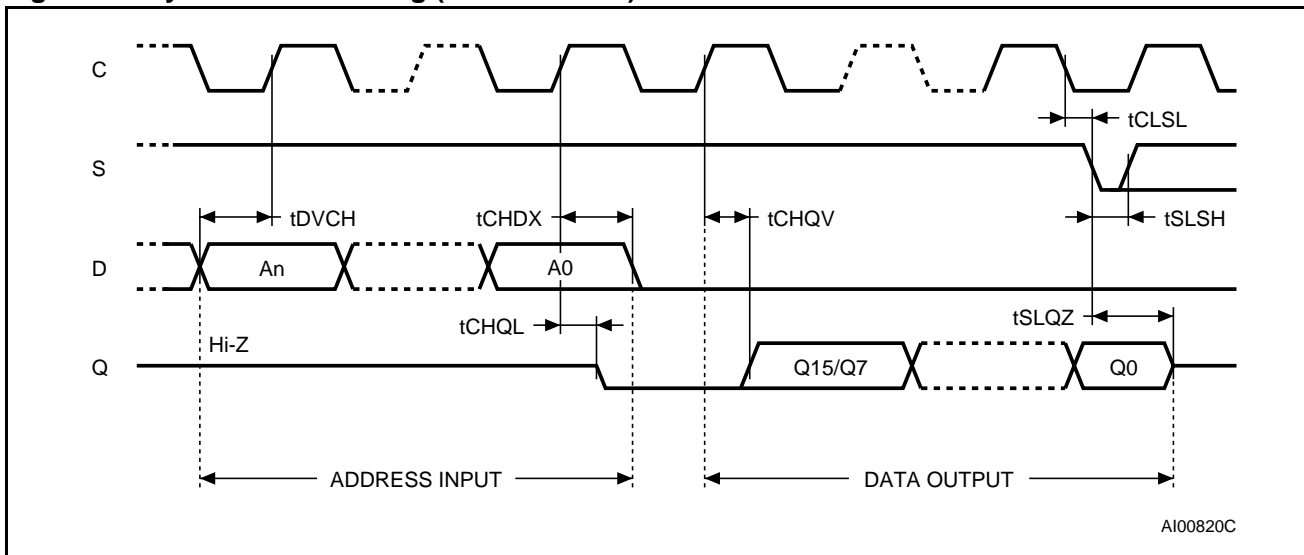 C
tCLSL
S
tDVCH
tCHDX
tCHQV
tSLSH
D
An
A0
tCHQL
tSLQZ
Hi-Z
Q
Q15/Q7
Q0
ADDRESS INPUT
DATA OUTPUT
AI00820C